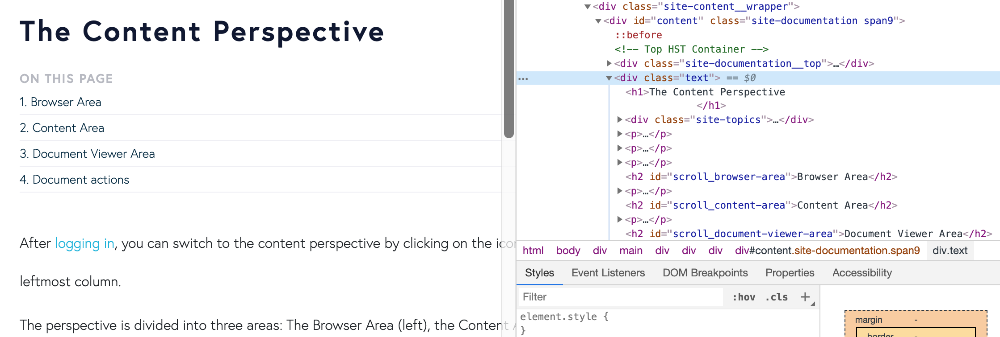 The Content Perspective
ON THIS PAGE
1. Browser Area
2. Content Area
3. Document Viewer Area
4. Document actions
After logging in, you can switch to the content perspective by clicking on the icon
leftmost column.
The perspective is divided into three areas: The Browser Area (left), the Content A
<div class="site-content__wrapper">
<div id="content" class="site-documentation span9">
::before
<!-- Top HST Container -->
<div class="site-documentation__top">…</div>
<div class="text"> == $0
<h1>The Content Perspective
</h1>
<div class="site-topics">…</div>
<p>…</p>
<p>…</p>
<p>…</p>
<h2 id="scroll_browser-area">Browser Area</h2>
<p>…</p>
<h2 id="scroll_content-area">Content Area</h2>
<p>…</p>
<h2 id="scroll_document-viewer-area">Document Viewer Area</h2>
html body div main div div div div#content.site-documentation.span9 div.text
Styles Event Listeners DOM Breakpoints Properties Accessibility
Filter :hov .cls +
element.style {
}
margin -
border -